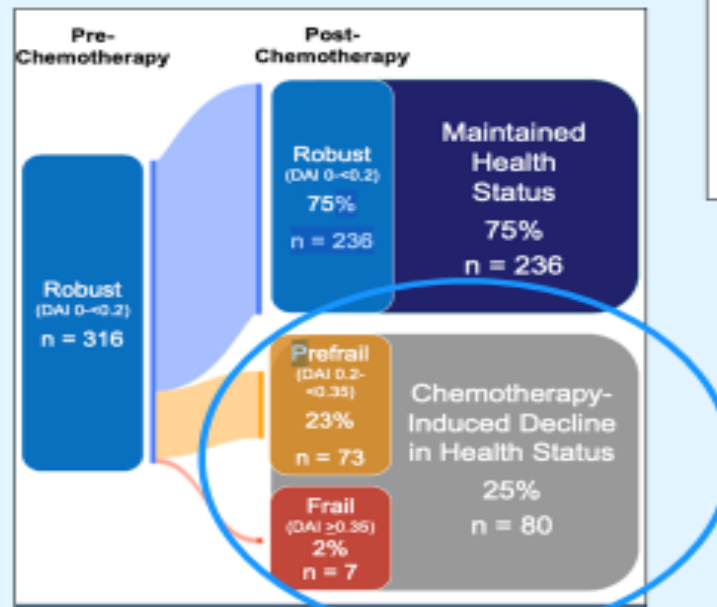 Pre-
Chemotherapy
Post-
Chemotherapy
Robust
(DAI 0-<0.2)
n = 316
Robust
(DAI 0-<0.2)
75%
n = 236
Maintained
Health
Status
75%
n = 236
Prefrail
(DAI 0.2-
<0.35)
23%
n = 73
Frail
(DAI ≥0.35)
2%
n = 7
Chemotherapy-
Induced Decline
in Health Status
25%
n = 80